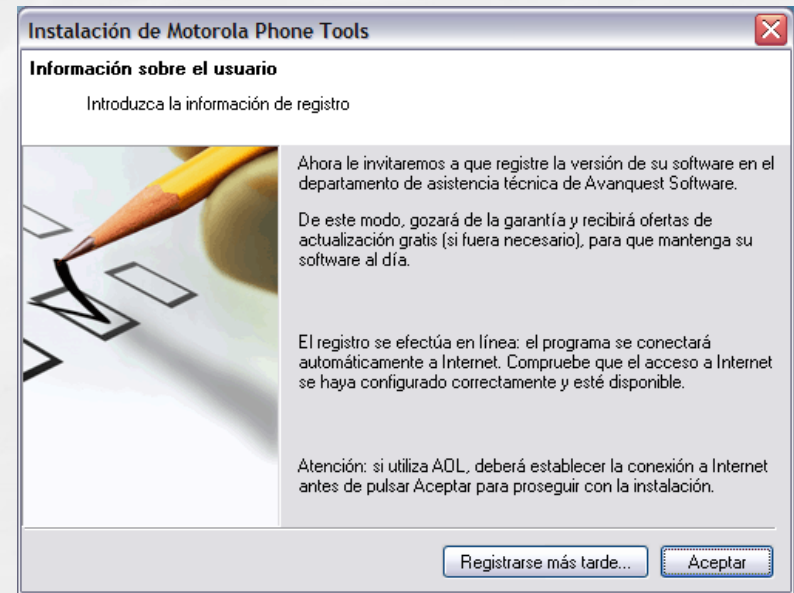 Instalación de Motorola Phone Tools
Información sobre el usuario
Introduzca la información de registro
Ahora le invitaremos a que registre la versión de su software en el
departamento de asistencia técnica de Avanquest Software.
De este modo, gozará de la garantía y recibirá ofertas de
actualización gratis (si fuera necesario), para que mantenga su
software al día.
El registro se efectúa en línea: el programa se conectará
automáticamente a Internet. Compruebe que el acceso a Internet
se haya configurado correctamente y esté disponible.
Atención: si utiliza AOL, deberá establecer la conexión a Internet
antes de pulsar Aceptar para proseguir con la instalación.
Registrarse más tarde... Aceptar